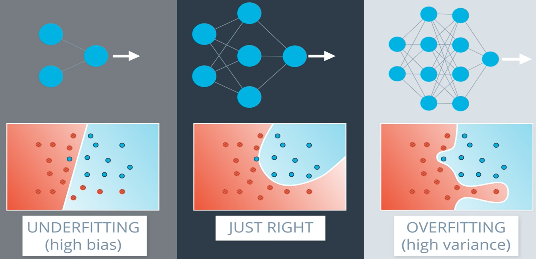 UNDERFITTING
(high bias)
JUST RIGHT
OVERFITTING
(high variance)